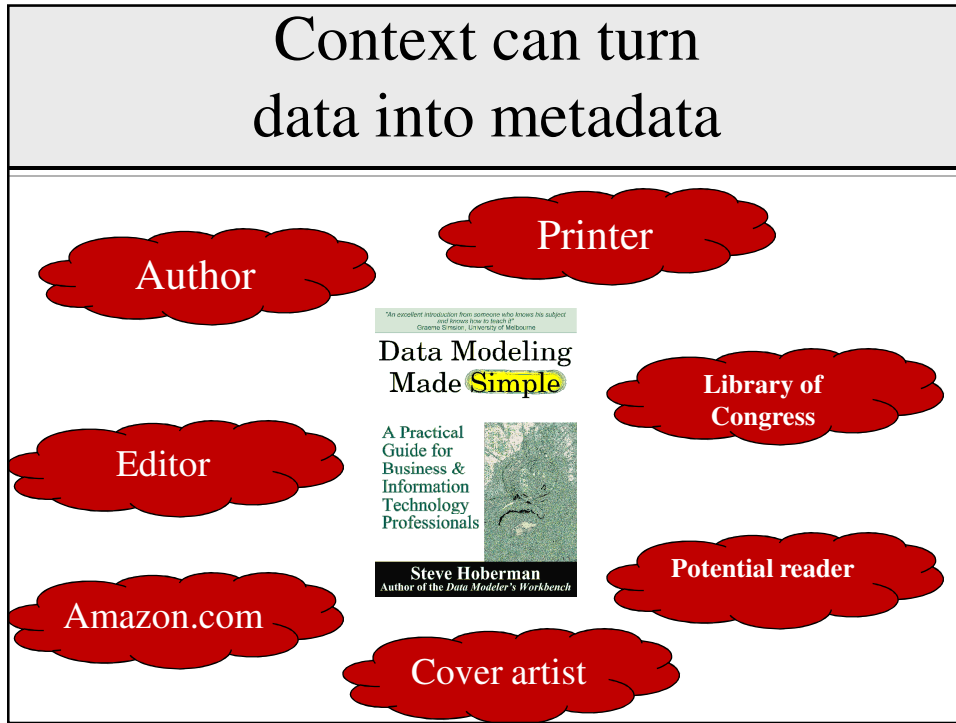 Context can turn
data into metadata
Printer
Author
"An excellent introduction from someone who knows his subject
and knows how to teach it"
Graeme Simsion, University of Melbourne
Data Modeling
Made Simple
Library of
Congress
A Practical
Guide for
Business &
Information
Technology
Professionals
Editor
Potential reader
Steve Hoberman
Author of the Data Modeler's Workbench
Amazon.com
Cover artist